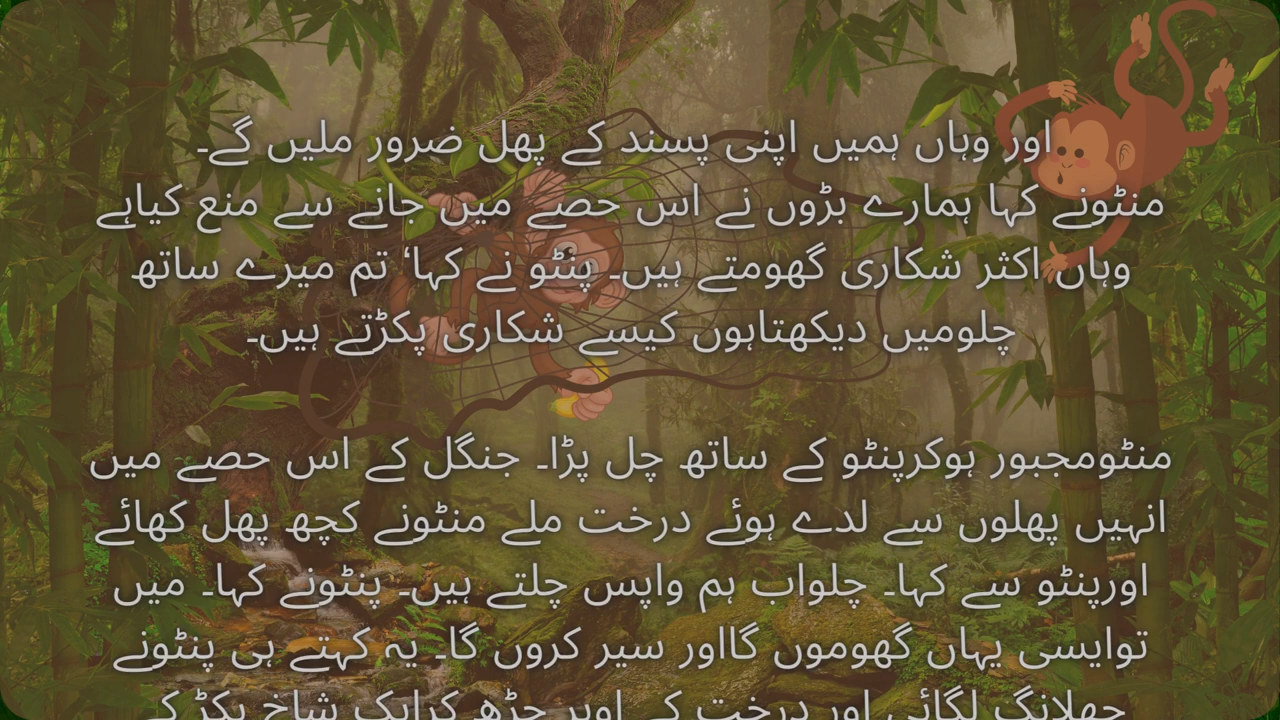 اور وہاں ہمیں اپنی پسند کے پھل ضرور ملیں گے۔
منٹونے کہا ہمارے بڑوں نے اس حصے میں جانے سے منع کیاہے
وہاں اکثر شکاری گھومتے ہیں۔ پنٹو نے کہا‘ تم میرے ساتھ
چلومیں دیکھتاہوں کیسے شکاری پکڑتے ہیں۔
منٹومجبور ہوکرپنٹو کے ساتھ چل پڑا۔ جنگل کے اس حصے میں
انہیں پھلوں سے لدے ہوئے درخت ملے منٹونے کچھ پھل کھائے
اورپنٹو سے کہا۔ چلواب ہم واپس چلتے ہیں۔ پنٹونے کہا۔ میں
توایسی یہاں گھوموں گااور سیر کروں گا۔ یہ کہتے ہی پنٹونے
چھلانگ لگائی اور درخت کے اوپر چڑھ کرایک شاخ پکڑ کے